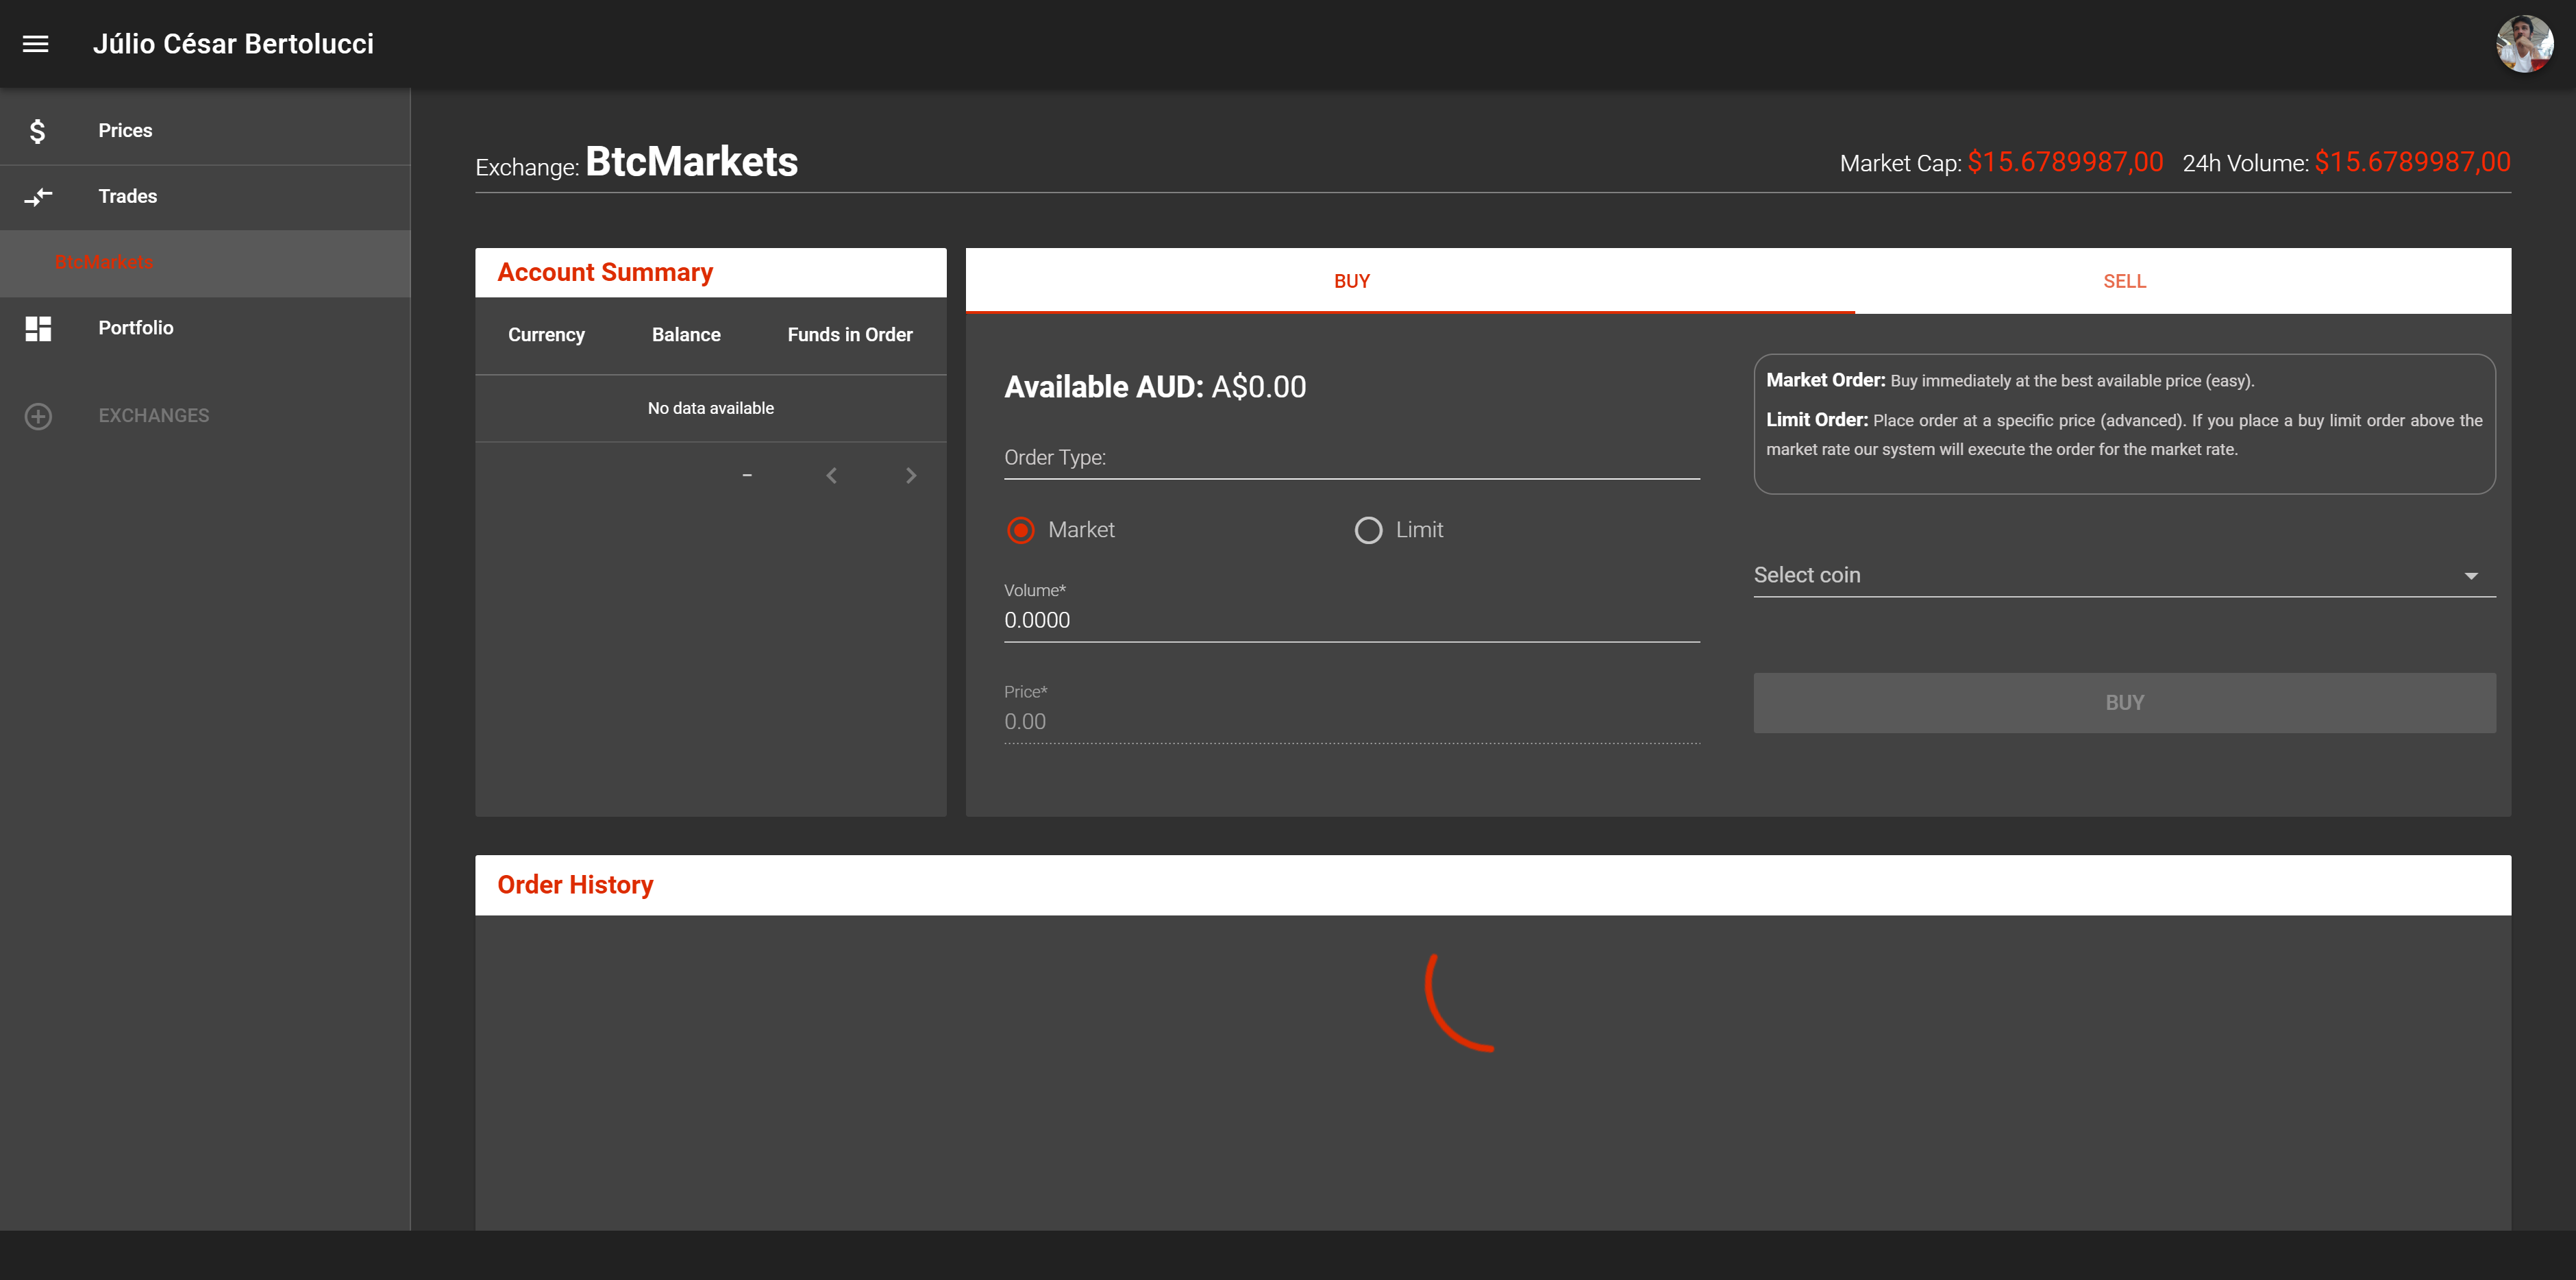 Júlio César Bertolucci
Prices
Trades
BtcMarkets
Portfolio
EXCHANGES
Exchange: BtcMarkets
Market Cap: $15.6789987,00 24h Volume: $15.6789987,00
Account Summary
Currency Balance Funds in Order
No data available
–
BUY SELL
Available AUD: A$0.00
Order Type:
Market Limit
Volume*
0.0000
Price*
0.00
Market Order: Buy immediately at the best available price (easy).
Limit Order: Place order at a specific price (advanced). If you place a buy limit order above the
market rate our system will execute the order for the market rate.
Select coin
BUY
Order History